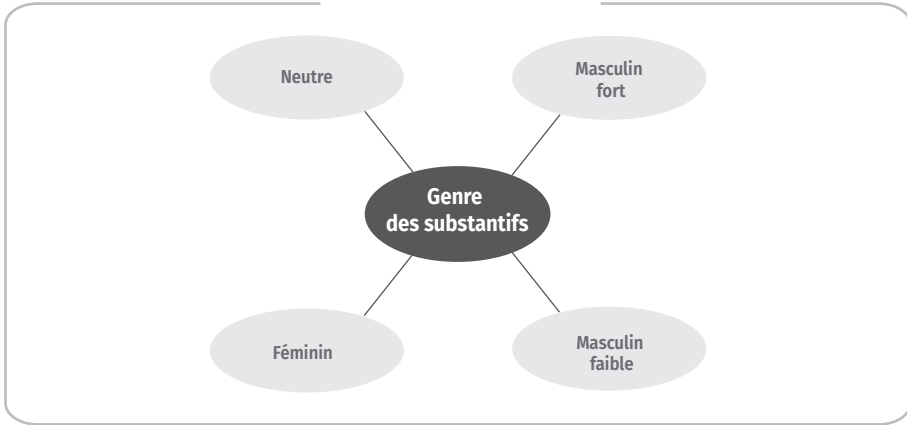 Neutre
Masculin
fort
Genre
des substantifs
Féminin
Masculin
faible